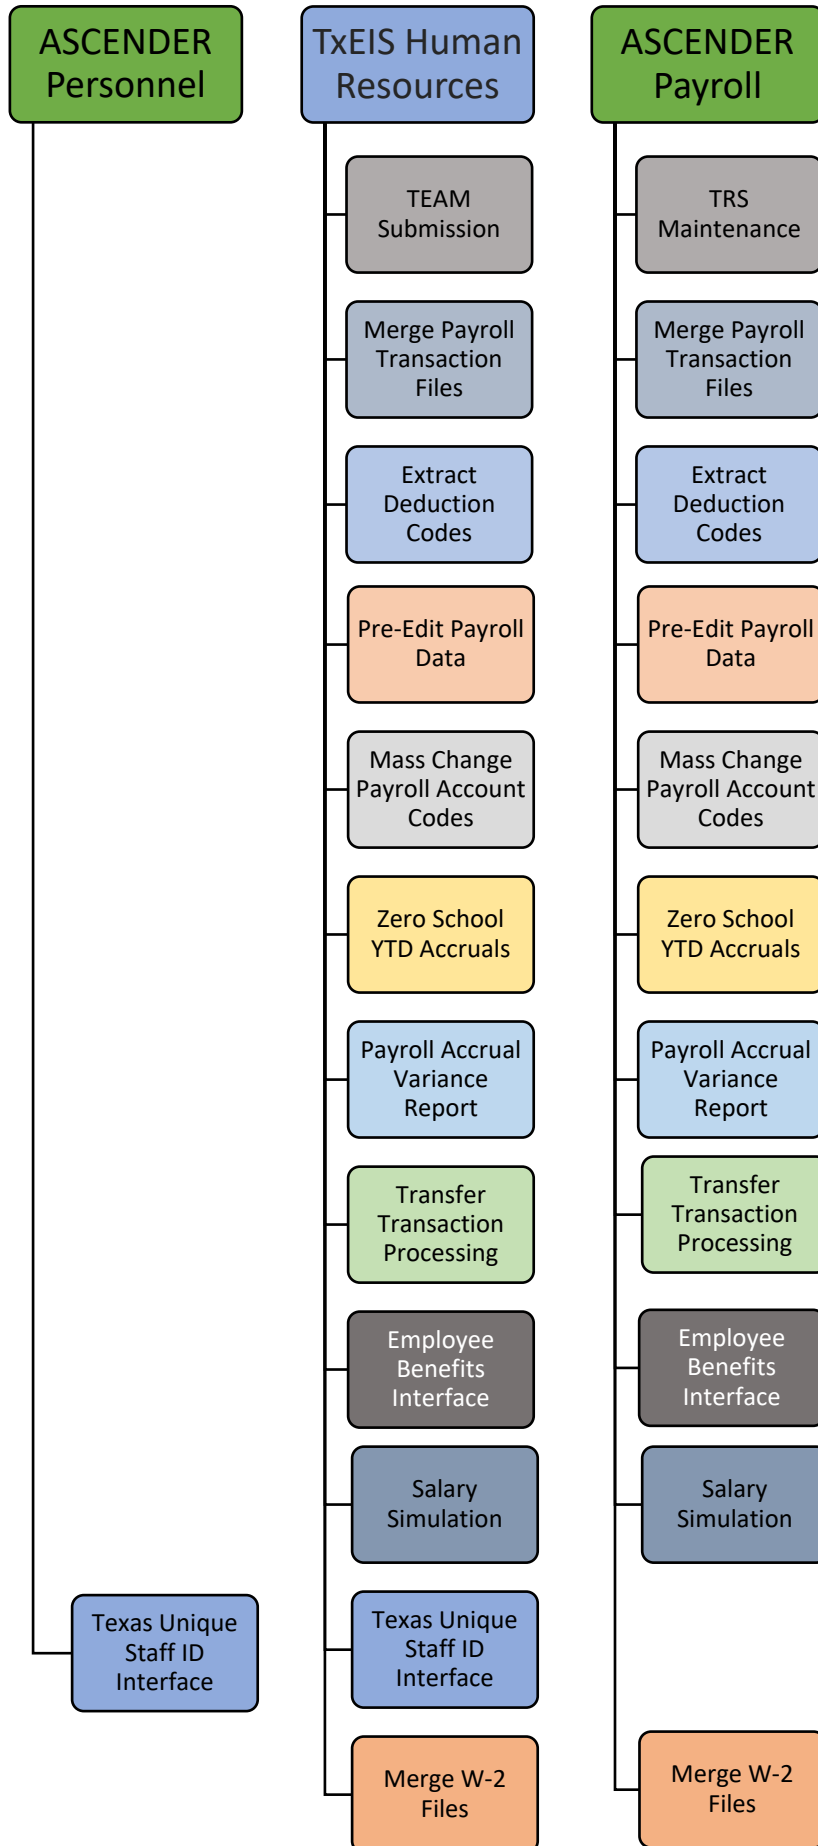 ASCENDER
Personnel
TxEIS Human
Resources
ASCENDER
Payroll
TEAM
Submission
TRS
Maintenance
Merge Payroll
Transaction
Files
Merge Payroll
Transaction
Files
Extract
Deduction
Codes
Extract
Deduction
Codes
Pre-Edit Payroll
Data
Pre-Edit Payroll
Data
Mass Change
Payroll Account
Codes
Mass Change
Payroll Account
Codes
Zero School
YTD Accruals
Zero School
YTD Accruals
Payroll Accrual
Variance
Report
Payroll Accrual
Variance
Report
Transfer
Transaction
Processing
Transfer
Transaction
Processing
Employee
Benefits
Interface
Employee
Benefits
Interface
Salary
Simulation
Salary
Simulation
Texas Unique
Staff ID
Interface
Texas Unique
Staff ID
Interface
Merge W-2
Files
Merge W-2
Files